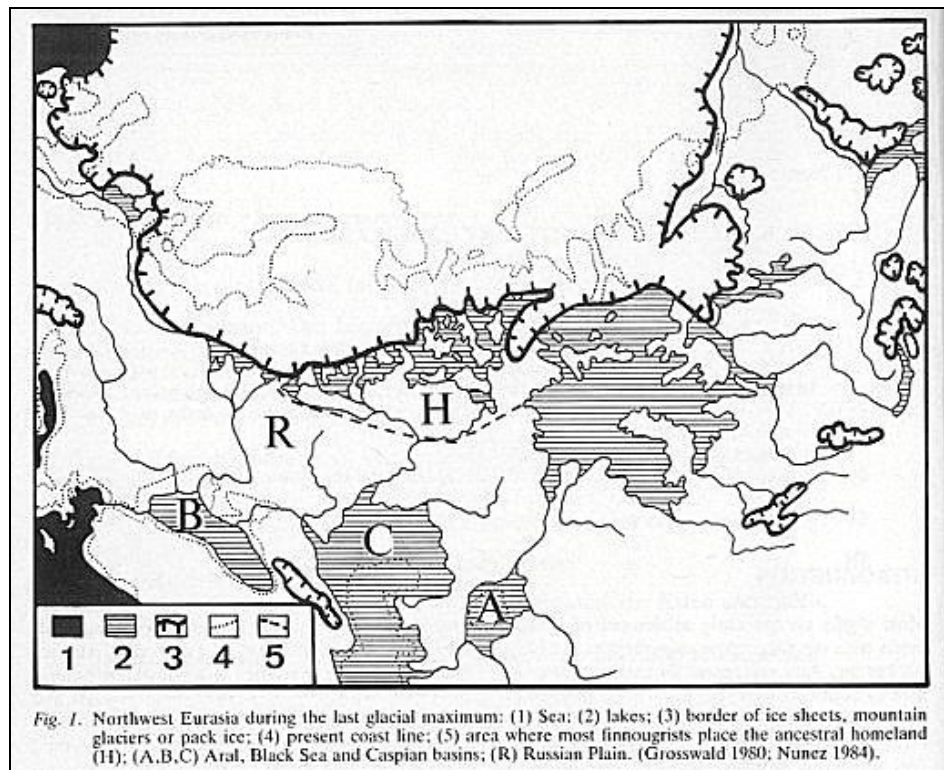 H
R
B
C
A
1 2 3 4 5
Fig. 1. Northwest Eurasia during the last glacial maximum: (1) Sea; (2) lakes; (3) border of ice sheets, mountain
glaciers or pack ice; (4) present coast line; (5) area where most finnougrists place the ancestral homeland
(H); (A.B.C) Aral, Black Sea and Caspian basins; (R) Russian Plain. (Grosswald 1980; Nunez 1984).